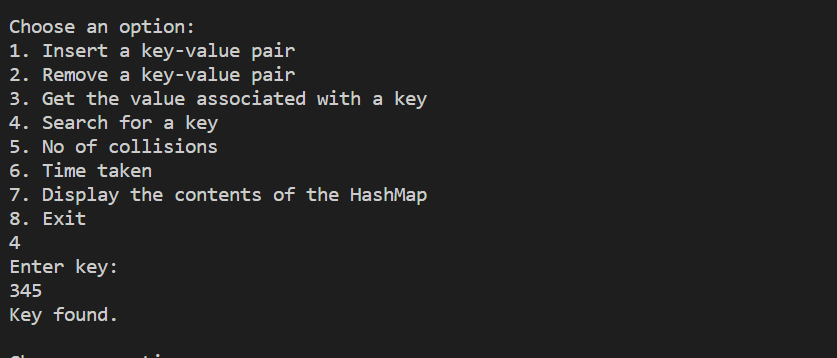 Choose an option:
1. Insert a key-value pair
2. Remove a key-value pair
3. Get the value associated with a key
4. Search for a key
5. No of collisions
6. Time taken
7. Display the contents of the HashMap
8. Exit
4
Enter key:
345
Key found.